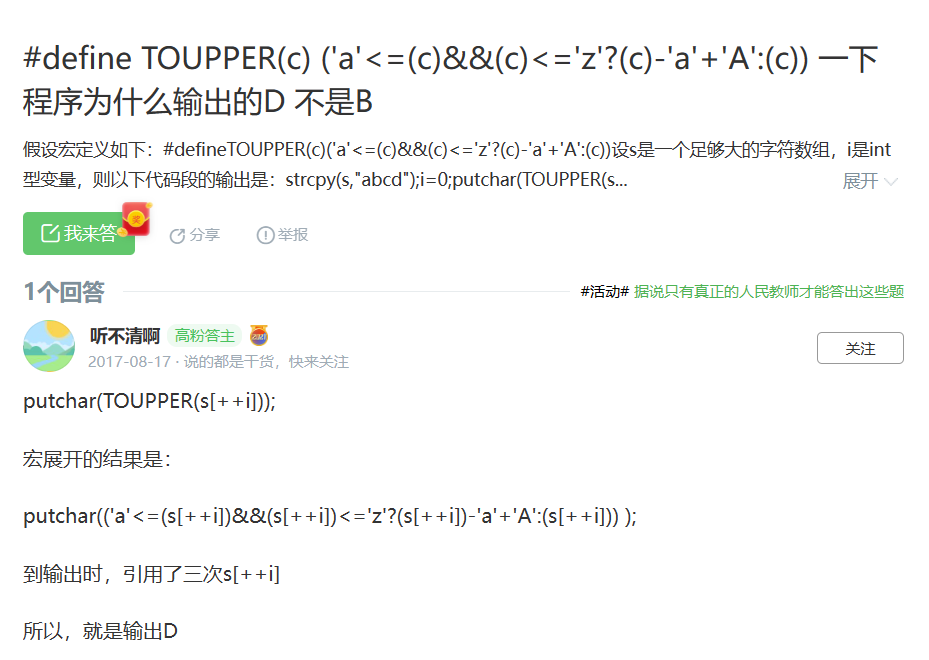 #define TOUPPER(c) ('a'<=(c)&&(c)<='z'?(c)-'a'+'A':(c)) 一下
程序为什么输出的D 不是B
假设宏定义如下：#defineTOUPPER(c)('a'<=(c)&&(c)<='z'?(c)-'a'+'A':(c))设s是一个足够大的字符数组，i是int
型变量，则以下代码段的输出是：strcpy(s,"abcd");i=0;putchar(TOUPPER(s...
展开
我来答
奖
分享
举报
1个回答
#活动# 据说只有真正的人民教师才能答出这些题
听不清啊 高粉答主
2017-08-17 · 说的都是干货，快来关注
关注
putchar(TOUPPER(s[++i]));
宏展开的结果是：
putchar(('a'<=(s[++i])&&(s[++i])<='z'?(s[++i])-'a'+'A':(s[++i])) );
到输出时，引用了三次s[++i]
所以，就是输出D